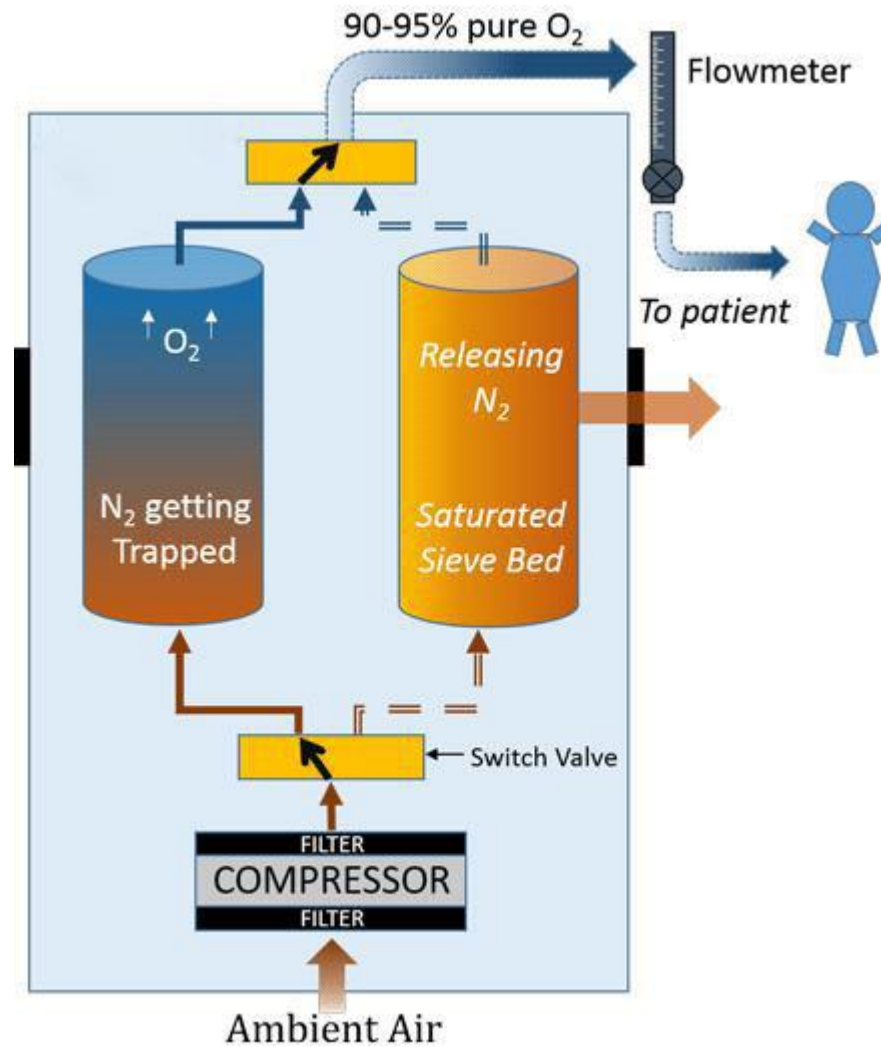 90-95% pure O₂
Flowmeter
O₂
To patient
Releasing
N₂
N₂ getting
Trapped
Saturated
Sieve Bed
Switch Valve
FILTER
COMPRESSOR
FILTER
Ambient Air